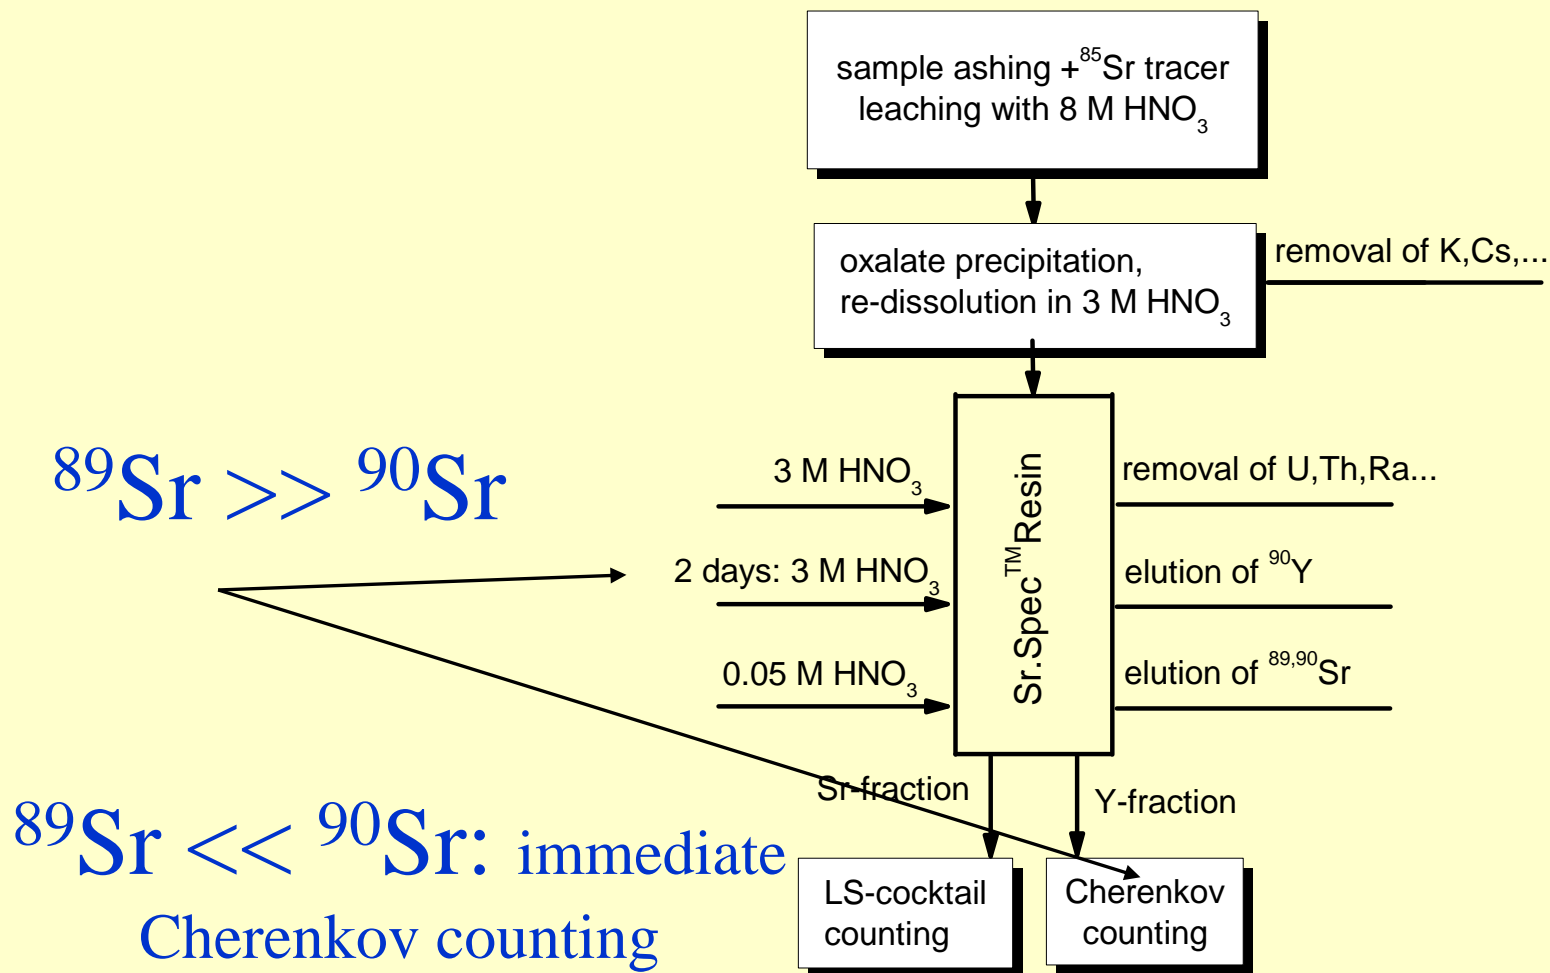 sample ashing +⁸⁵Sr tracer
leaching with 8 M HNO₃
oxalate precipitation,
re-dissolution in 3 M HNO₃
removal of K,Cs,...
⁸⁹Sr >> ⁹⁰Sr
3 M HNO₃
2 days: 3 M HNO₃
0.05 M HNO₃
Sr.Spec™Resin
removal of U,Th,Ra...
elution of ⁹⁰Y
elution of ⁸⁹,⁹⁰Sr
Sr-fraction
Y-fraction
⁸⁹Sr << ⁹⁰Sr: immediate
Cherenkov counting
LS-cocktail
counting
Cherenkov
counting